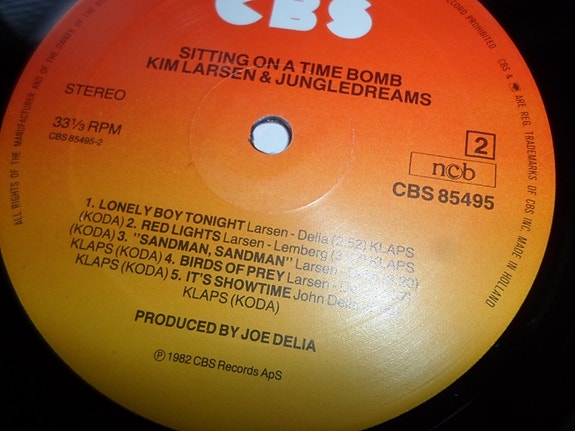 CBS
SITTING ON A TIME BOMB
KIM LARSEN & JUNGLEDREAMS
STEREO
33⅓ RPM
CBS 85495-2
2
ncb
CBS 85495
1. LONELY BOY TONIGHT Larsen - Delia (2:52) KLAPS
(KODA) 2. RED LIGHTS Larsen - Lemberg KLAPS
(KODA) 3. "SANDMAN, SANDMAN" Larsen
KLAPS (KODA) 4. BIRDS OF PREY Larsen
KLAPS (KODA) 5. IT'S SHOWTIME John Delia
KLAPS (KODA)
PRODUCED BY JOE DELIA
Ⓟ 1982 CBS Records ApS
ALL RIGHTS OF THE MANUFACTURER AND OF THE OWNER OF THE
RECORD PROHIBITED
CBS & ARE REG. TRADEMARKS OF CBS INC. MADE IN HOLLAND